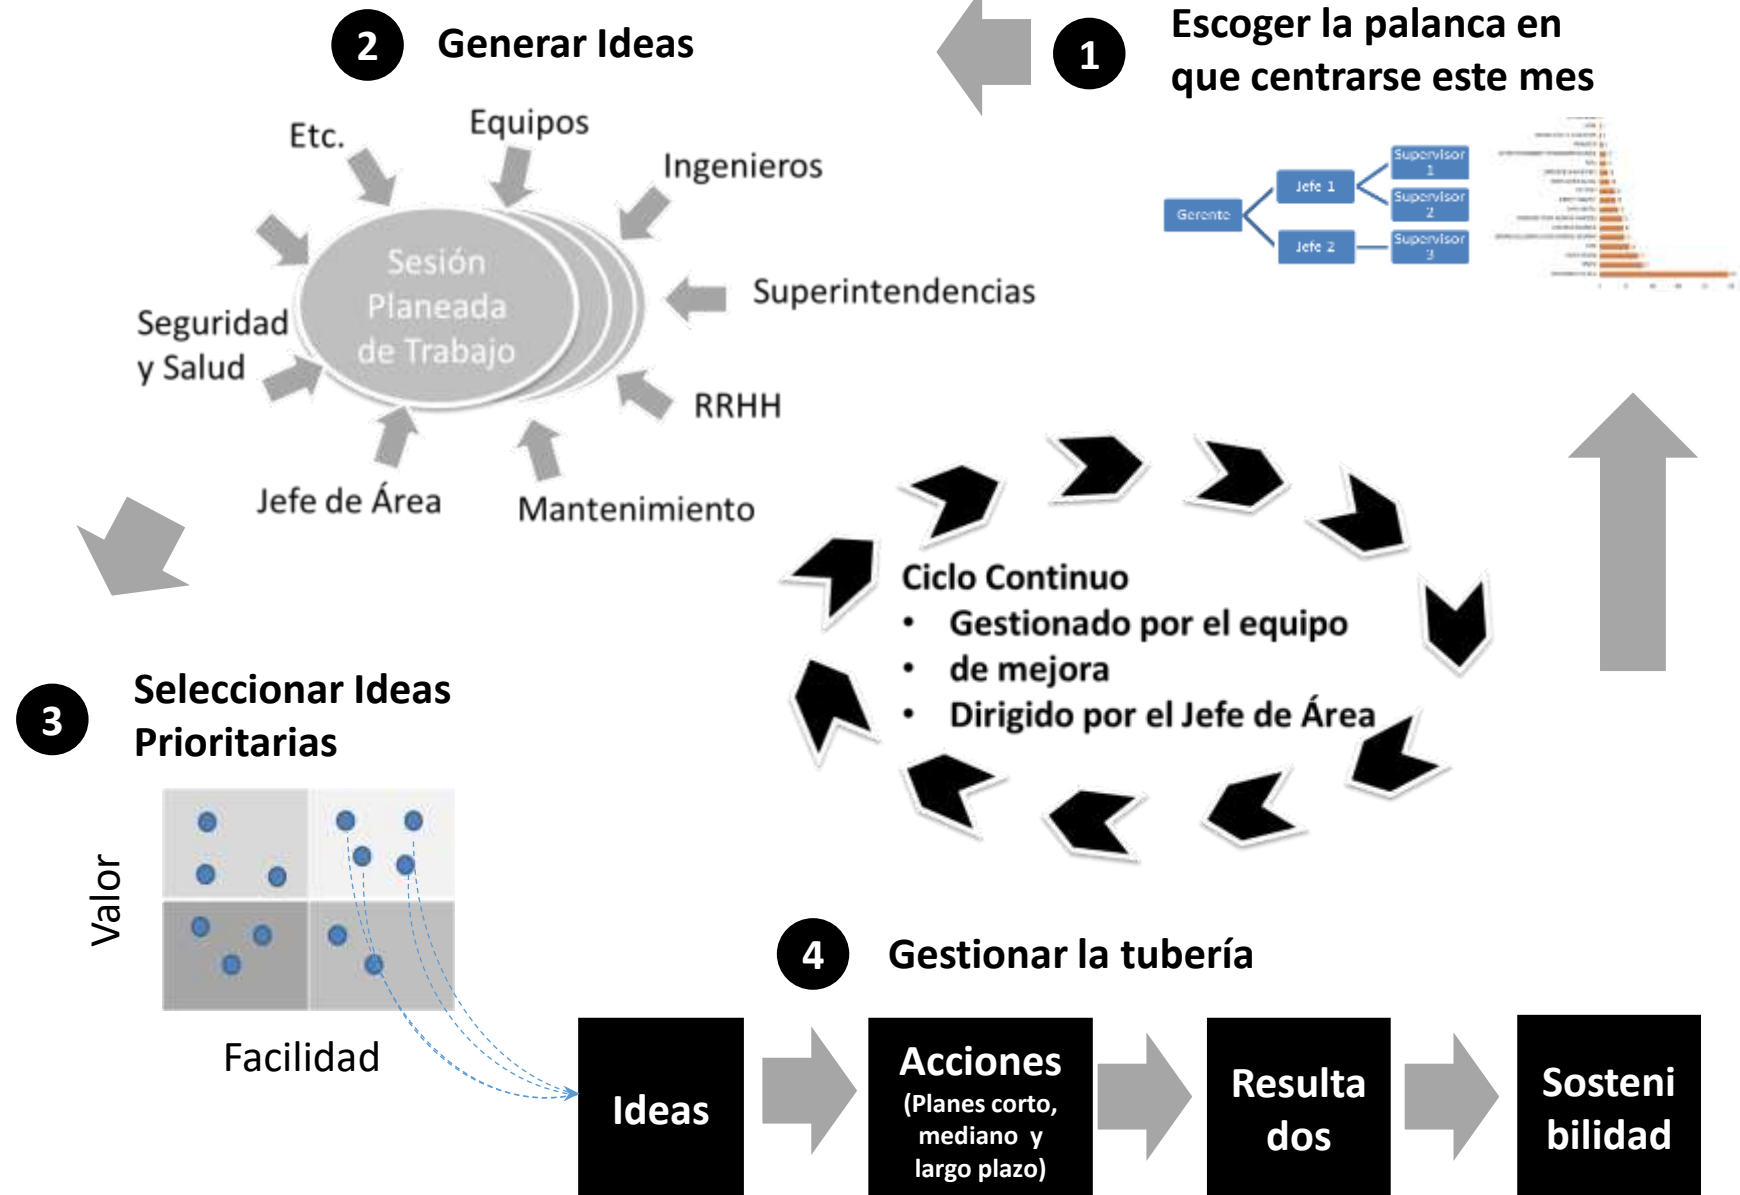 2
Generar Ideas
1
Escoger la palanca en
que centrarse este mes
Etc.
Equipos
Ingenieros
Superintendencias
RRHH
Mantenimiento
Jefe de Área
Seguridad
y Salud
Sesión
Planeada
de Trabajo
Gerente
Jefe 1
Jefe 2
Supervisor
1
Supervisor
2
Supervisor
3
Ciclo Continuo
• Gestionado por el equipo
• de mejora
• Dirigido por el Jefe de Área
3
Seleccionar Ideas
Prioritarias
Valor
Facilidad
4
Gestionar la tubería
Ideas
Acciones
(Planes corto,
mediano y
largo plazo)
Resulta
dos
Sosteni
bilidad